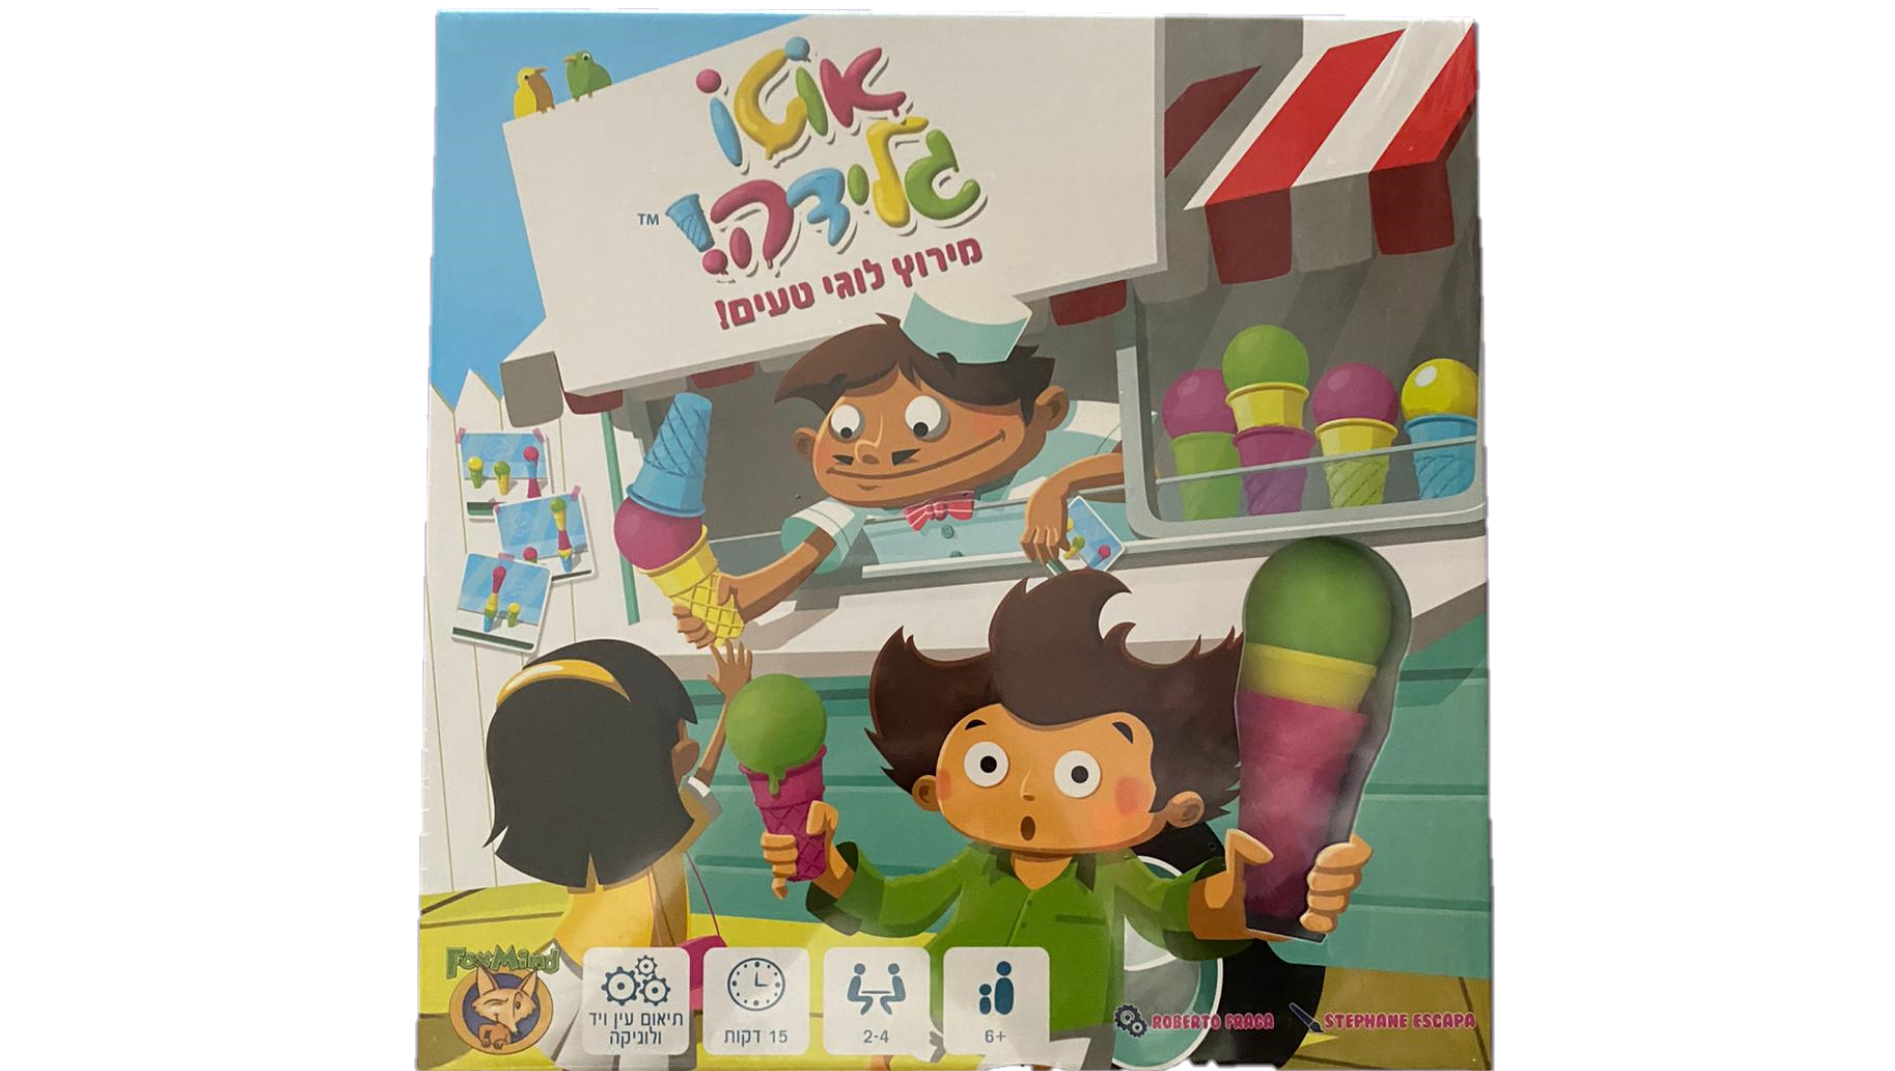 אוטו
גלידה!
TM
מירוץ לוגי טעים!
FoxMind
תיאום עין ויד
ולוגיקה
15 דקות
2-4
6+
ROBERTO FRAGA
STEPHANE ESCAPA